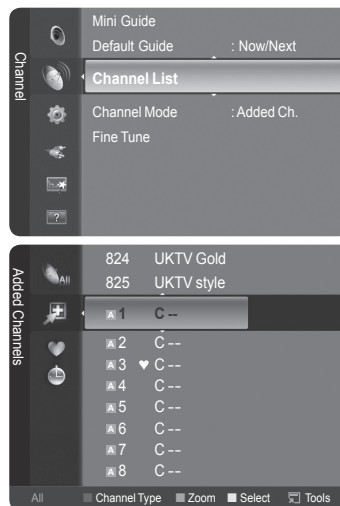 Channel
Mini Guide
Default Guide : Now/Next
Channel List
Channel Mode : Added Ch.
Fine Tune
?
Added Channels
All
824 UKTV Gold
825 UKTV style
A 1 C --
A 2 C --
A 3 ♥ C --
A 4 C --
A 5 C --
A 6 C --
A 7 C --
A 8 C --
All Channel Type Zoom Select Tools